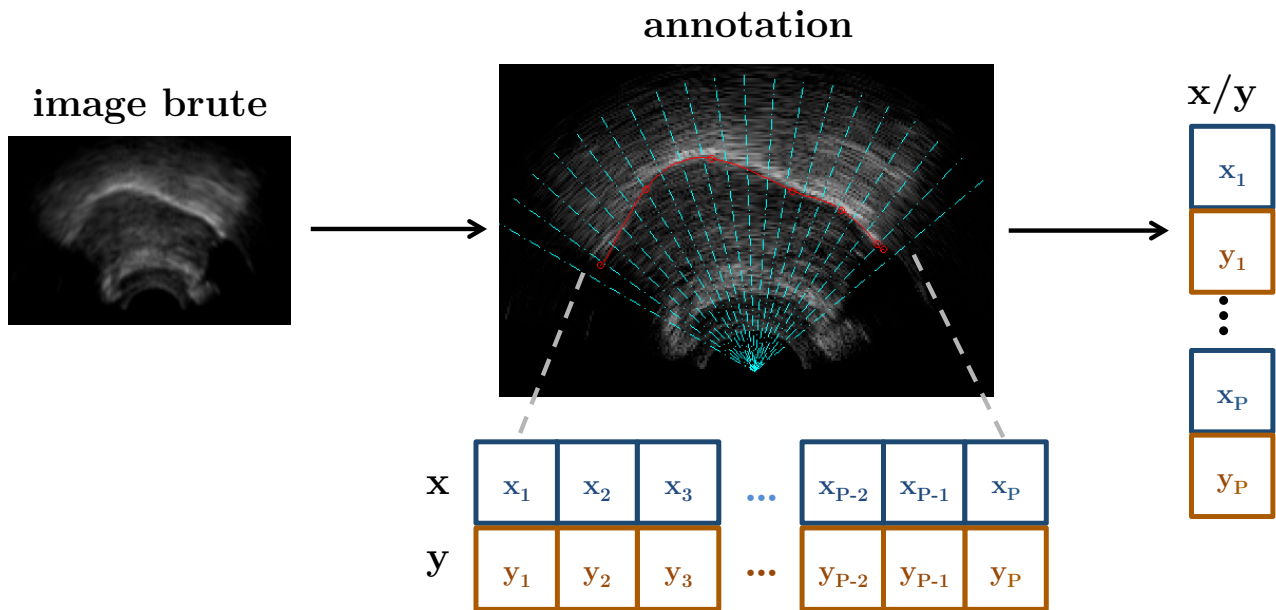 image brute
annotation
x/y
x1
y1
⋮
xP
yP
x x1 x2 x3 ... xP-2 xP-1 xP
y y1 y2 y3 ... yP-2 yP-1 yP